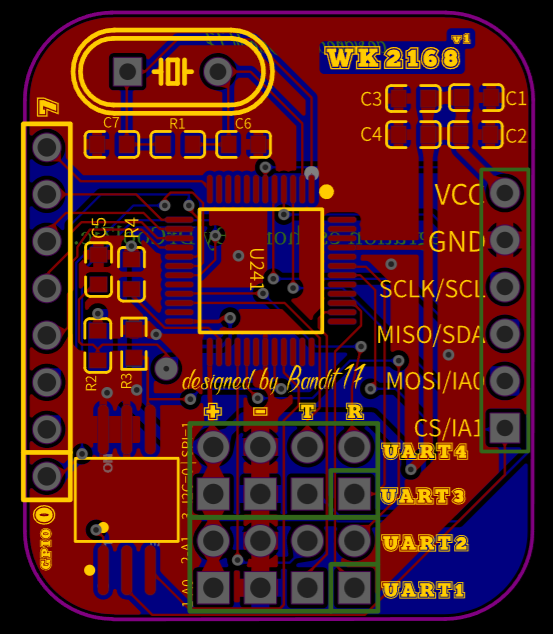 v1
WK2168
C3
C1
C4
C2
7
C7
R1
C6
VCC
GND
SCLK/SCL
MISO/SDA
MOSI/IA0
CS/IA1
C5
R4
U241
R2
R3
designed by Bandit17
+ - T R
UART4
UART3
UART2
UART1
GPIO 0